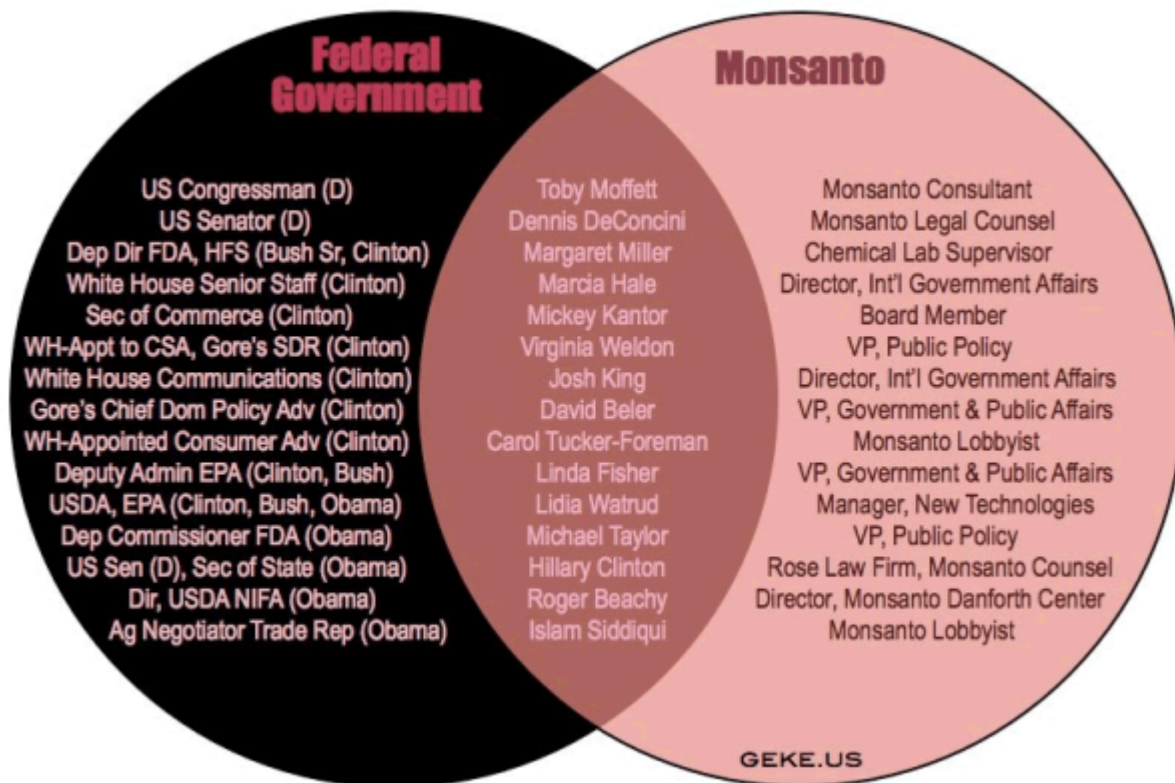 Federal
Government
Monsanto
US Congressman (D) Toby Moffett Monsanto Consultant
US Senator (D) Dennis DeConcini Monsanto Legal Counsel
Dep Dir FDA, HFS (Bush Sr, Clinton) Margaret Miller Chemical Lab Supervisor
White House Senior Staff (Clinton) Marcia Hale Director, Int'l Government Affairs
Sec of Commerce (Clinton) Mickey Kantor Board Member
WH-Appt to CSA, Gore's SDR (Clinton) Virginia Weldon VP, Public Policy
White House Communications (Clinton) Josh King Director, Int'l Government Affairs
Gore's Chief Dom Policy Adv (Clinton) David Beler VP, Government & Public Affairs
WH-Appointed Consumer Adv (Clinton) Carol Tucker-Foreman Monsanto Lobbyist
Deputy Admin EPA (Clinton, Bush) Linda Fisher VP, Government & Public Affairs
USDA, EPA (Clinton, Bush, Obama) Lidia Watrud Manager, New Technologies
Dep Commissioner FDA (Obama) Michael Taylor VP, Public Policy
US Sen (D), Sec of State (Obama) Hillary Clinton Rose Law Firm, Monsanto Counsel
Dir, USDA NIFA (Obama) Roger Beachy Director, Monsanto Danforth Center
Ag Negotiator Trade Rep (Obama) Islam Siddiqui Monsanto Lobbyist
GEKE.US